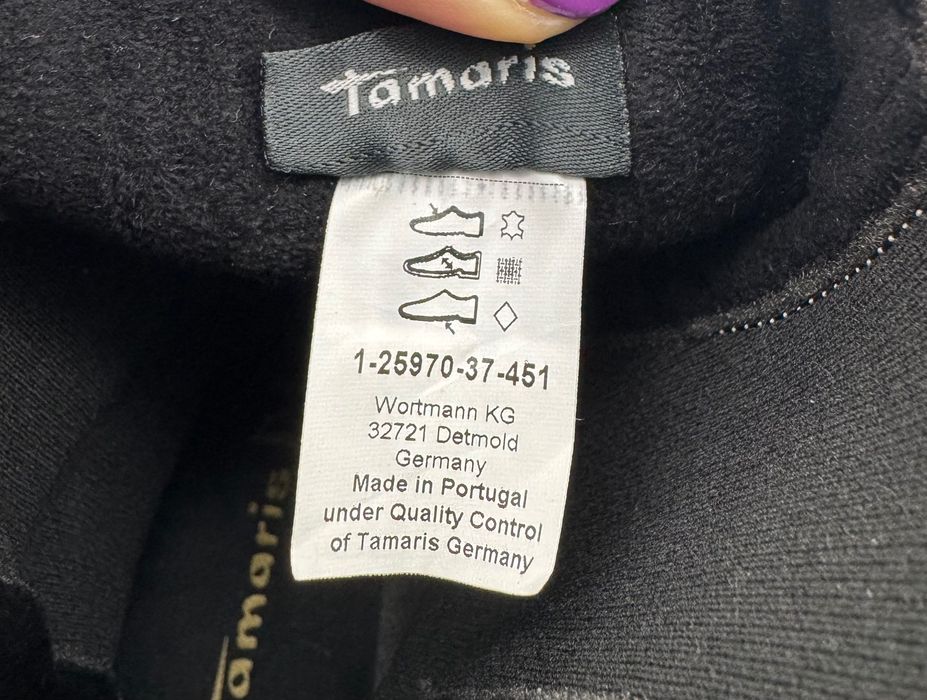 Tamaris
1-25970-37-451
Wortmann KG
32721 Detmold
Germany
Made in Portugal
under Quality Control
of Tamaris Germany
Tamaris